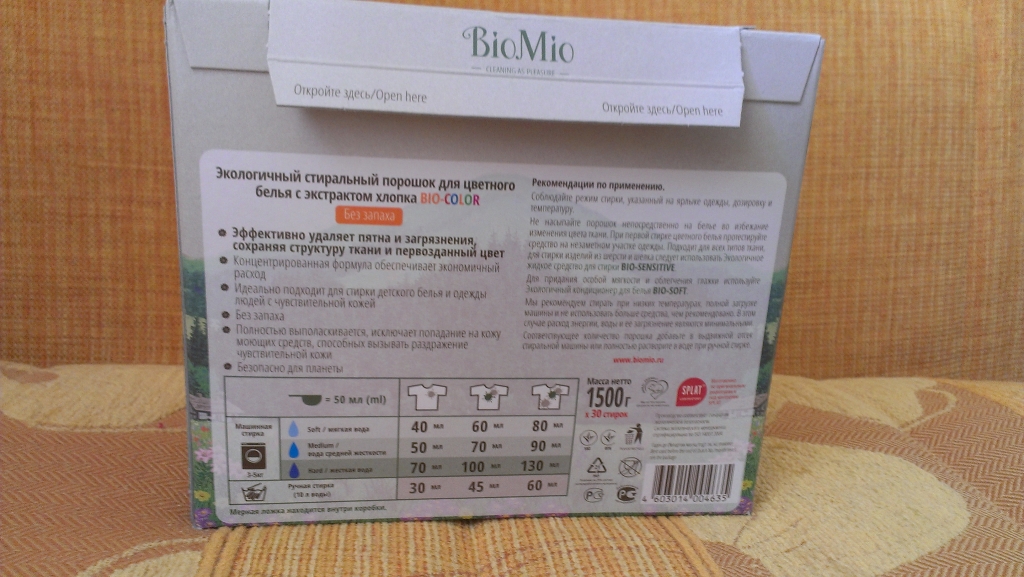 BioMio
CLEANING AS PLEASURE
Откройте здесь/Open here
Откройте здесь/Open here
Экологичный стиральный порошок для цветного
белья с экстрактом хлопка BIO-COLOR
Без запаха
Эффективно удаляет пятна и загрязнения,
сохраняя структуру ткани и первозданный цвет
Концентрированная формула обеспечивает экономичный
расход
Идеально подходит для стирки детского белья и одежды
людей с чувствительной кожей
Без запаха
Полностью выполаскивается, исключает попадание на кожу
моющих средств, способных вызывать раздражение
чувствительной кожи
Безопасно для планеты
Рекомендации по применению.
Соблюдайте режим стирки, указанный на ярлыке одежды, дозировку и
температуру.
Не насыпайте порошок непосредственно на белье во избежание
изменения цвета ткани. При первой стирке цветного белья протестируйте
средство на незаметном участке одежды. Подходит для всех типов ткани,
для стирки изделий из шерсти и шелка следует использовать Экологичное
жидкое средство для стирки BIO-SENSITIVE
Для придания особой мягкости и облегчения глажки используйте
Экологичный кондиционер для белья BIO-SOFT.
Мы рекомендуем стирать при низких температурах, полной загрузке
машины и не использовать больше средства, чем рекомендовано. В этом
случае расход энергии, воды и ее загрязнение являются минимальными.
Соответствующее количество порошка добавьте в выдвижной отсек
стиральной машины или полностью растворите в воде при ручной стирке.
www.biomio.ru
= 50 мл (ml)
Машинная
стирка
3-5кг
Soft / мягкая вода
40 мл 60 мл 80 мл
Medium /
вода средней жесткости
50 мл 70 мл 90 мл
Hard / жесткая вода
70 мл 100 мл 130 мл
Ручная стирка
(10 л воды)
30 мл 45 мл 60 мл
Мерная ложка находится внутри коробки.
Масса нетто
1500г
≤ 30 стирок
SPLAT
4 603014 004635